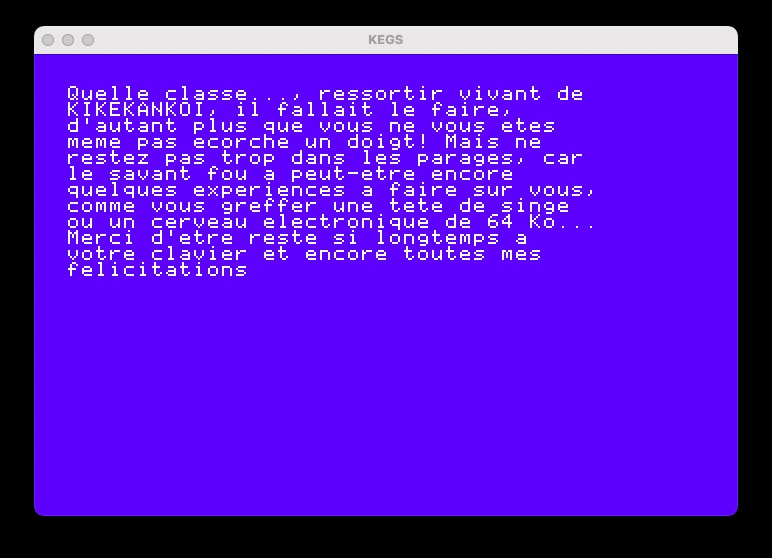 KEGS
Quelle classe..., ressortir vivant de
KIKEKANKOI, il fallait le faire,
d'autant plus que vous ne vous etes
meme pas ecorche un doigt! Mais ne
restez pas trop dans les parages, car
le savant fou a peut-etre encore
quelques experiences a faire sur vous,
comme vous greffer une tete de singe
ou un cerveau electronique de 64 Ko...
Merci d'etre reste si longtemps a
votre clavier et encore toutes mes
felicitations